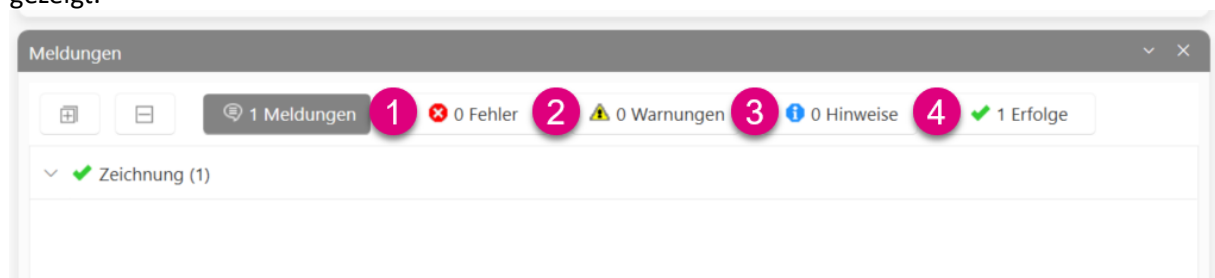 gezeigt.
Meldungen
1 Meldungen 1 0 Fehler 2 0 Warnungen 3 0 Hinweise 4 1 Erfolge
Zeichnung (1)